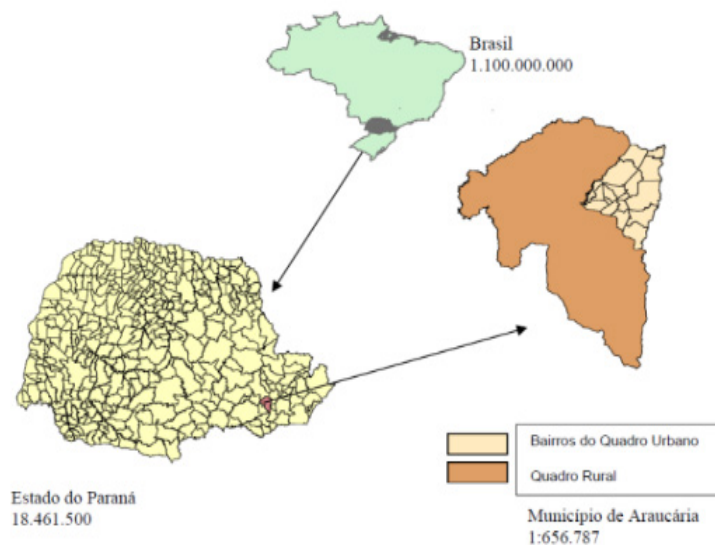 Brasil
1.100.000.000
Bairros do Quadro Urbano
Quadro Rural
Estado do Paraná
18.461.500
Município de Araucária
1:656.787